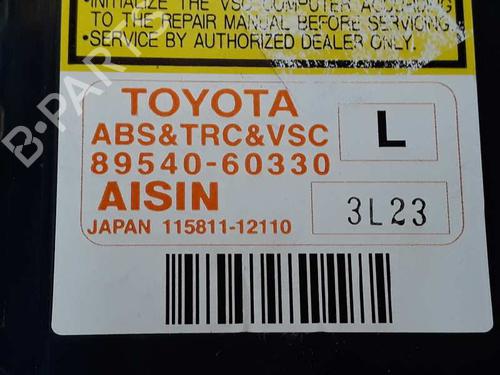 •INITIALIZE THE VSC COMPUTER ACCORDING
TO THE REPAIR MANUAL BEFORE SERVICING.
•SERVICE BY AUTHORIZED DEALER ONLY.
TOYOTA
ABS&TRC&VSC
L
89540-60330
AISIN
3L23
JAPAN 115811-12110
B-PARTS